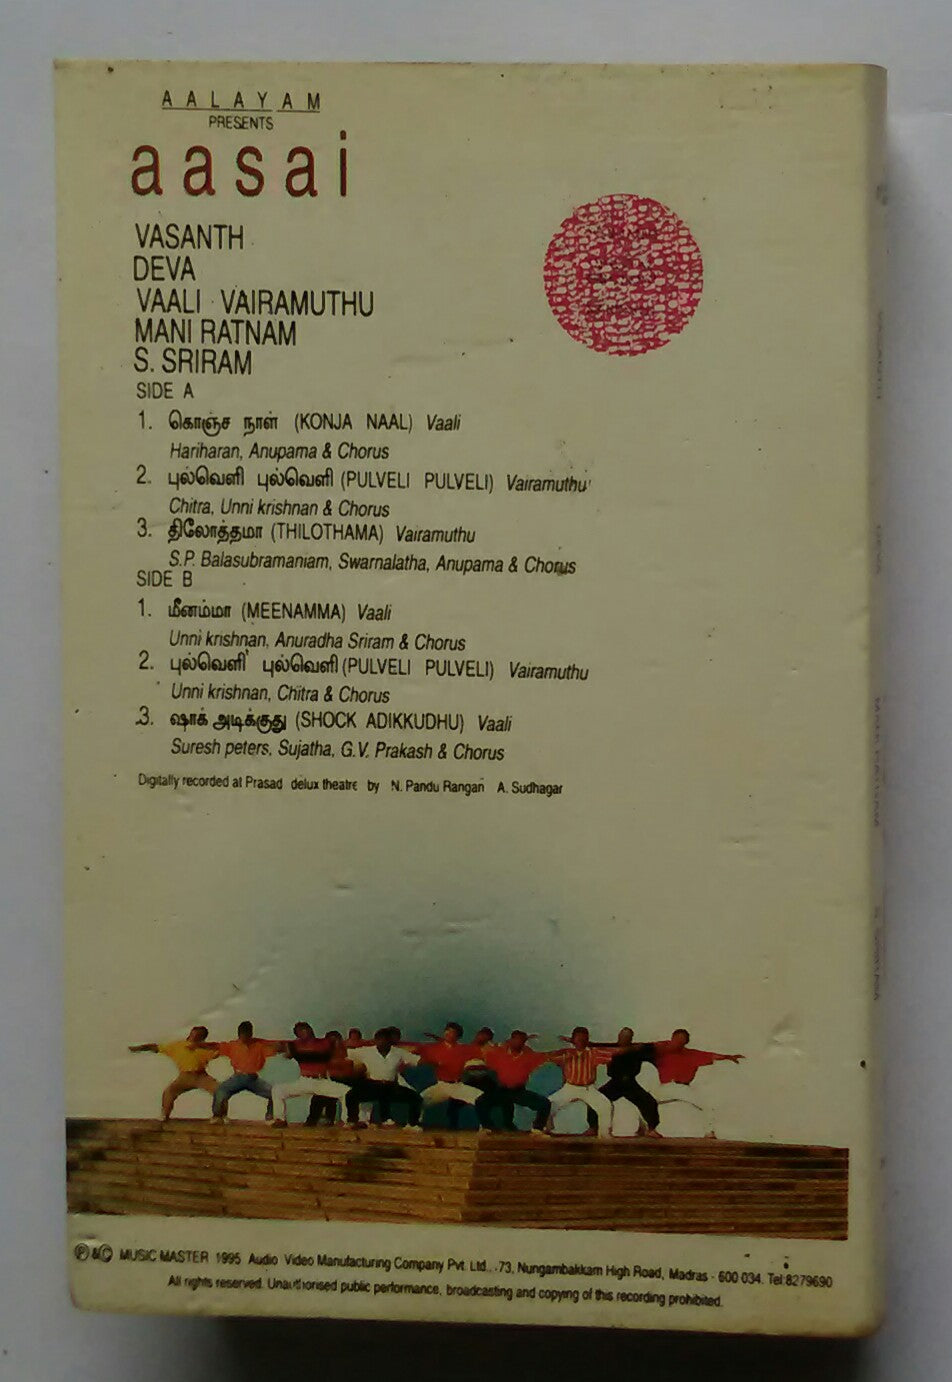 AALAYAM
PRESENTS
aasai
VASANTH
DEVA
VAALI VAIRAMUTHU
MANI RATNAM
S. SRIRAM
SIDE A
1. கொஞ்ச நாள் (KONJA NAAL) Vaali
Hariharan, Anupama & Chorus
2. புல்வெளி புல்வெளி (PULVELI PULVELI) Vairamuthu
Chitra, Unni krishnan & Chorus
3. திலோத்தமா (THILOTHAMA) Vairamuthu
S.P. Balasubramaniam, Swarnalatha, Anupama & Chorus
SIDE B
1. மீனம்மா (MEENAMMA) Vaali
Unni krishnan, Anuradha Sriram & Chorus
2. புல்வெளி புல்வெளி (PULVELI PULVELI) Vairamuthu
Unni krishnan, Chitra & Chorus
3. ஷாக் அடிக்குது (SHOCK ADIKKUDHU) Vaali
Suresh peters, Sujatha, G.V. Prakash & Chorus
Digitally recorded at Prasad delux theatre by N. Pandu Rangan A. Sudhagar
Ⓟ & © MUSIC MASTER 1995 Audio Video Manufacturing Company Pvt. Ltd., 73, Nungambakkam High Road, Madras - 600 034. Tel:8279690
All rights reserved. Unauthorised public performance, broadcasting and copying of this recording prohibited.